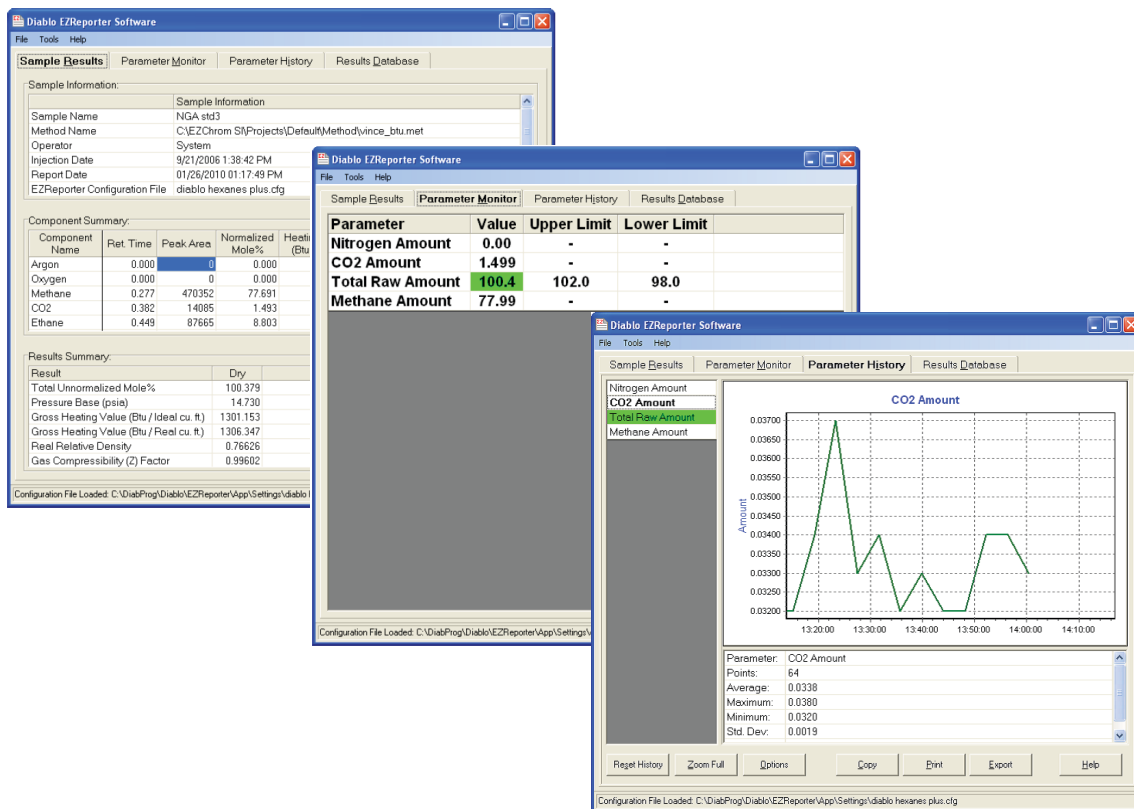 Diablo EZReporter Software
File Tools Help
Sample Results Parameter Monitor Parameter History Results Database
Sample Information:
Sample Information
Sample Name NGA std3
Method Name C:\EZChrom SI\Projects\Default\Method\vince_btu.met
Operator System
Injection Date 9/21/2006 1:38:42 PM
Report Date 01/26/2010 01:17:49 PM
EZReporter Configuration File diablo hexanes plus.cfg
Component Summary:
Component Name Ret. Time Peak Area Normalized Mole% Heati (Btu
Argon 0.000 0 0.000
Oxygen 0.000 0 0.000
Methane 0.277 470352 77.691
CO2 0.382 14085 1.493
Ethane 0.449 87665 8.803
Results Summary:
Result Dry
Total Unnormalized Mole% 100.379
Pressure Base (psia) 14.730
Gross Heating Value (Btu / Ideal cu. ft.) 1301.153
Gross Heating Value (Btu / Real cu. ft.) 1306.347
Real Relative Density 0.76626
Gas Compressibility (Z) Factor 0.99602
Configuration File Loaded: C:\DiabProg\Diablo\EZReporter\App\Settings\diablo
Diablo EZReporter Software
File Tools Help
Sample Results Parameter Monitor Parameter History Results Database
Parameter Value Upper Limit Lower Limit
Nitrogen Amount 0.00 - -
CO2 Amount 1.499 - -
Total Raw Amount 100.4 102.0 98.0
Methane Amount 77.99 - -
Configuration File Loaded: C:\DiabProg\Diablo\EZReporter\App\Settings\
Diablo EZReporter Software
File Tools Help
Sample Results Parameter Monitor Parameter History Results Database
Nitrogen Amount
CO2 Amount
Total Raw Amount
Methane Amount
CO2 Amount
Amount
0.03700
0.03650
0.03600
0.03550
0.03500
0.03450
0.03400
0.03350
0.03300
0.03250
0.03200
13:20:00 13:30:00 13:40:00 13:50:00 14:00:00 14:10:00
Parameter: CO2 Amount
Points: 64
Average: 0.0338
Maximum: 0.0380
Minimum: 0.0320
Std. Dev: 0.0019
Reset History Zoom Full Options Copy Print Export Help
Configuration File Loaded: C:\DiabProg\Diablo\EZReporter\App\Settings\diablo hexanes plus.cfg